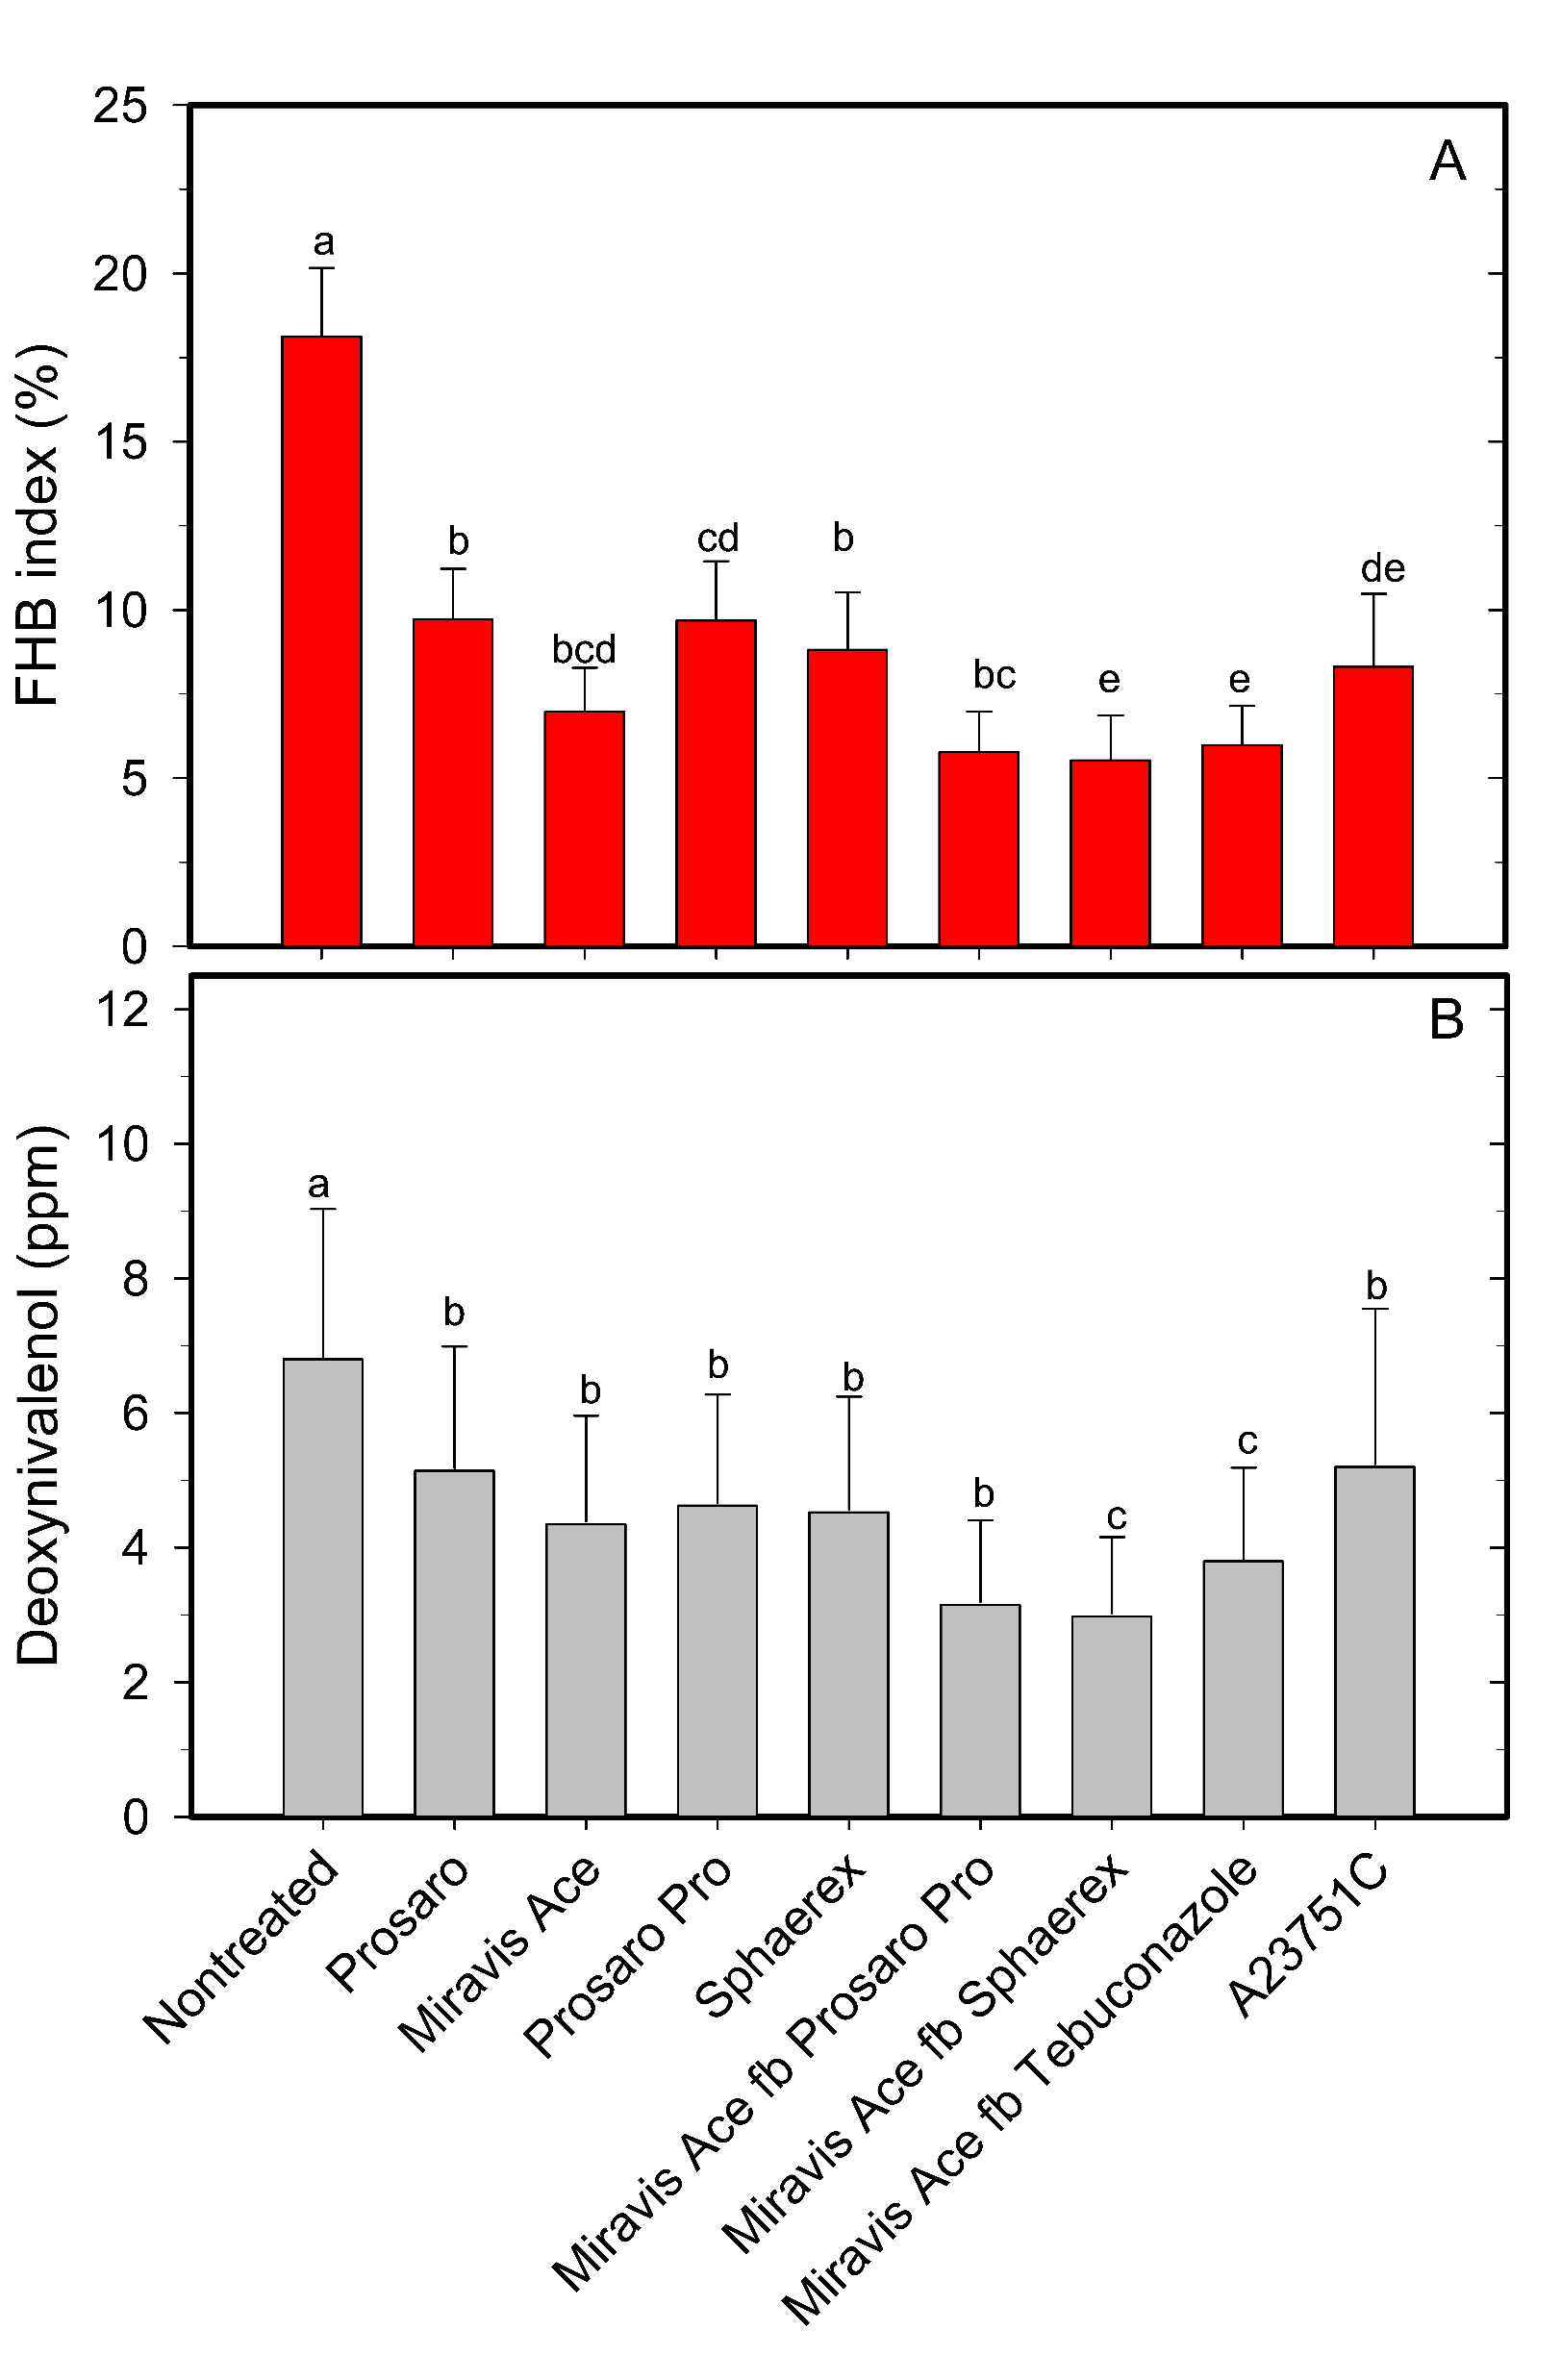 A
FHB index (%)
25
20
15
10
5
0
a
b
bcd
cd
b
bc
e
e
de
B
Deoxynivalenol (ppm)
12
10
8
6
4
2
0
a
b
b
b
b
b
c
c
b
Nontreated
Prosaro
Miravis Ace
Prosaro Pro
Sphaerex
Miravis Ace fb Prosaro Pro
Miravis Ace fb Sphaerex
Miravis Ace fb Tebuconazole
A23751C